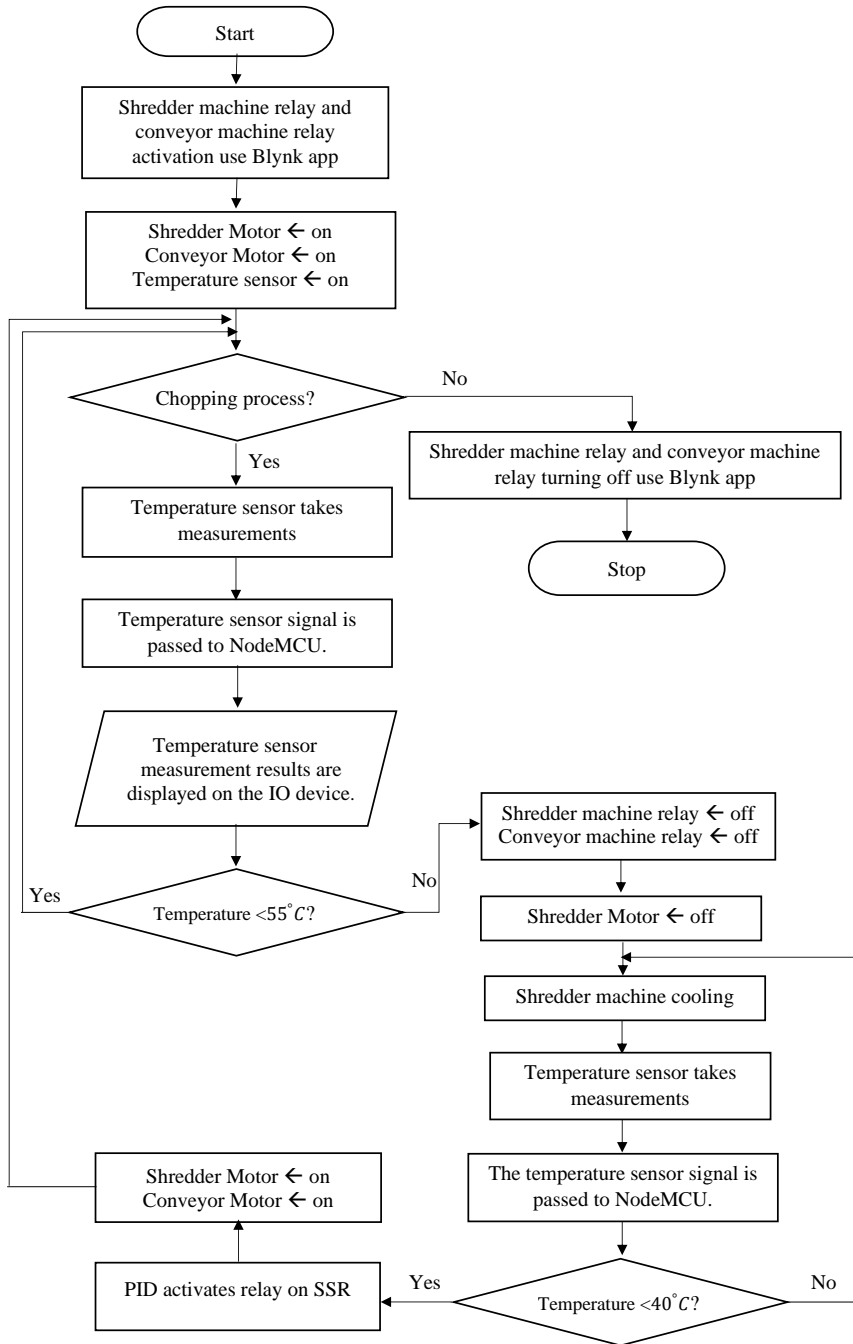 Start
Shredder machine relay and
conveyor machine relay
activation use Blynk app
Shredder Motor ← on
Conveyor Motor ← on
Temperature sensor ← on
Chopping process?
No
Yes
Shredder machine relay and conveyor machine
relay turning off use Blynk app
Stop
Temperature sensor takes
measurements
Temperature sensor signal is
passed to NodeMCU.
Temperature sensor
measurement results are
displayed on the IO device.
Temperature <55°C?
Yes
No
Shredder machine relay ← off
Conveyor machine relay ← off
Shredder Motor ← off
Shredder machine cooling
Temperature sensor takes
measurements
The temperature sensor signal is
passed to NodeMCU.
Temperature <40°C?
No
Yes
PID activates relay on SSR
Shredder Motor ← on
Conveyor Motor ← on